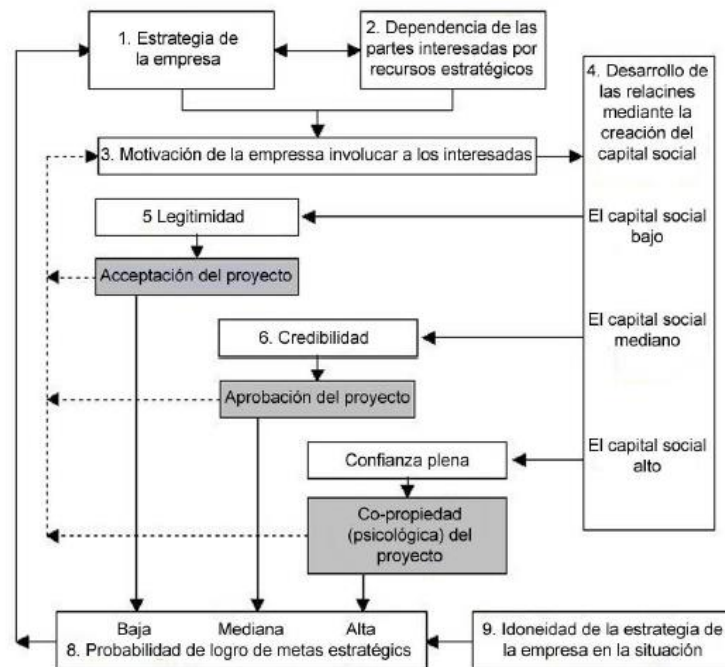 1. Estrategia de
la empresa
2. Dependencia de las
partes interesadas por
recursos estratégicos
3. Motivación de la empressa involucar a los interesadas
4. Desarrollo de
las relacines
mediante la
creación del
capital social
5 Legitimidad
El capital social
bajo
Acceptación del proyecto
6. Credibilidad
El capital social
mediano
Aprobación del proyecto
Confianza plena
El capital social
alto
Co-propiedad
(psicológica) del
proyecto
Baja Mediana Alta
8. Probabilidad de logro de metas estratégics
9. Idoneidad de la estrategia de
la empresa en la situación